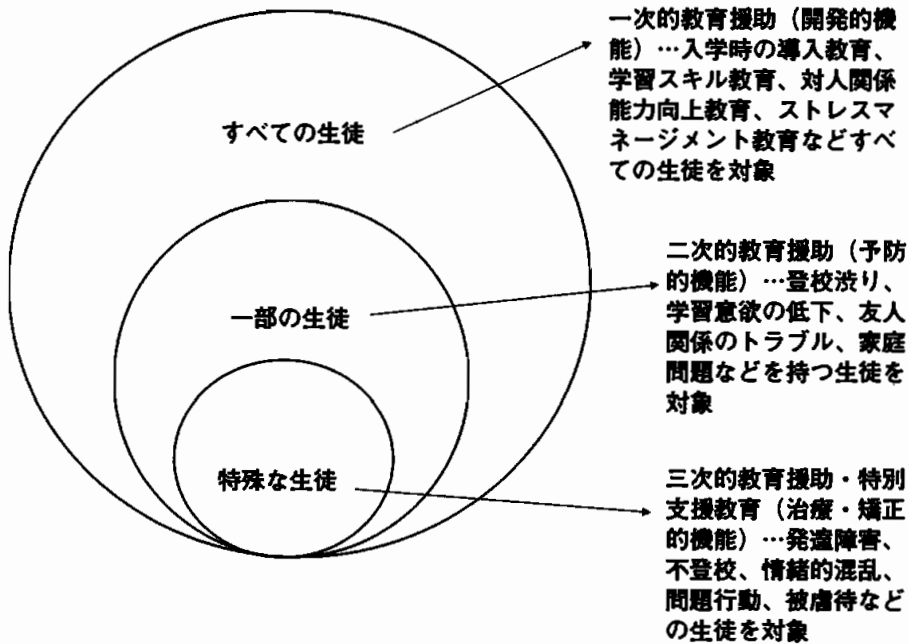 すべての生徒
一次的教育援助（開発的機
能）…入学時の導入教育、
学習スキル教育、対人関係
能力向上教育、ストレスマ
ネージメント教育などすべ
ての生徒を対象
一部の生徒
二次的教育援助（予防
的機能）…登校渋り、
学習意欲の低下、友人
関係のトラブル、家庭
問題などを持つ生徒を
対象
特殊な生徒
三次的教育援助・特別
支援教育（治療・矯正
的機能）…発達障害、
不登校、情緒的混乱、
問題行動、被虐待など
の生徒を対象